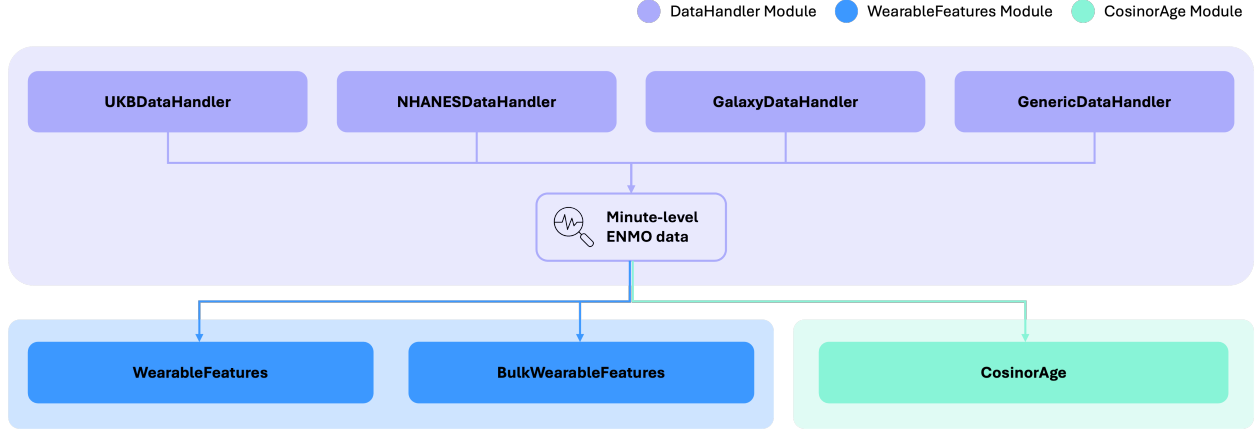 DataHandler Module
WearableFeatures Module
CosinorAge Module
UKBDataHandler
NHANESDataHandler
GalaxyDataHandler
GenericDataHandler
Minute-level
ENMO data
WearableFeatures
BulkWearableFeatures
CosinorAge